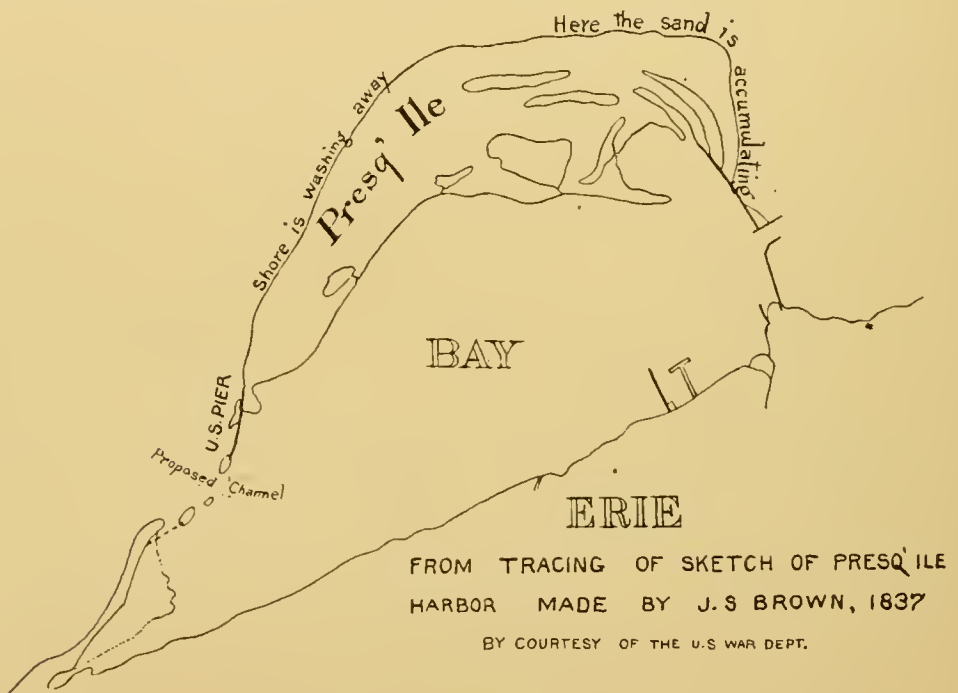 Here the sand is accumulating
Shore is washing away
Presq' Ile
BAY
U.S. PIER
Proposed Channel
ERIE
FROM TRACING OF SKETCH OF PRESQ' ILE
HARBOR MADE BY J.S BROWN, 1837
BY COURTESY OF THE U.S WAR DEPT.